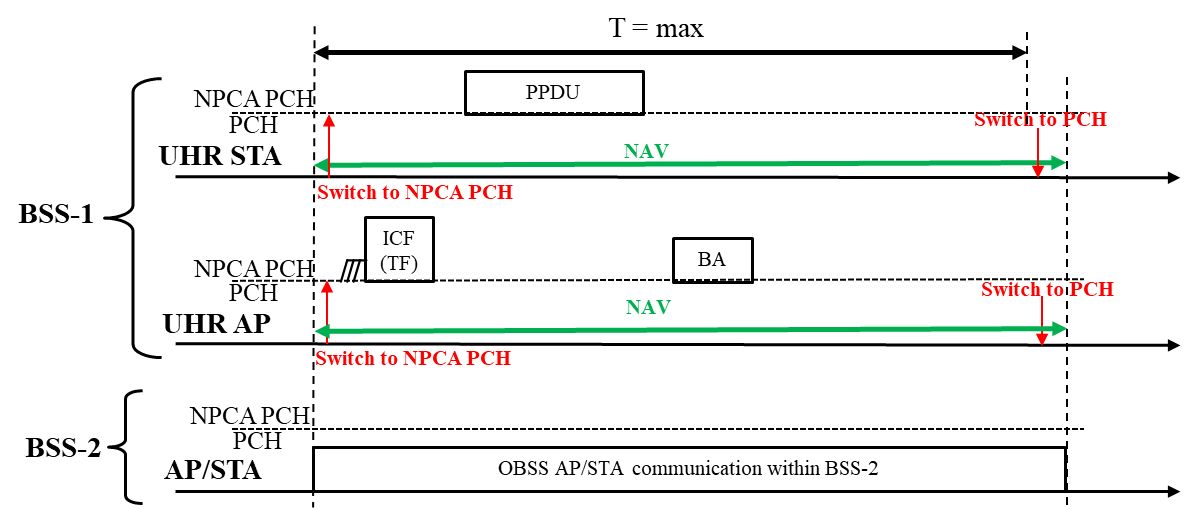 T = max
NPCA PCH
PPDU
PCH
Switch to PCH
UHR STA
NAV
Switch to NPCA PCH
BSS-1
ICF
(TF)
BA
NPCA PCH
PCH
Switch to PCH
UHR AP
NAV
Switch to NPCA PCH
NPCA PCH
PCH
BSS-2
AP/STA
OBSS AP/STA communication within BSS-2